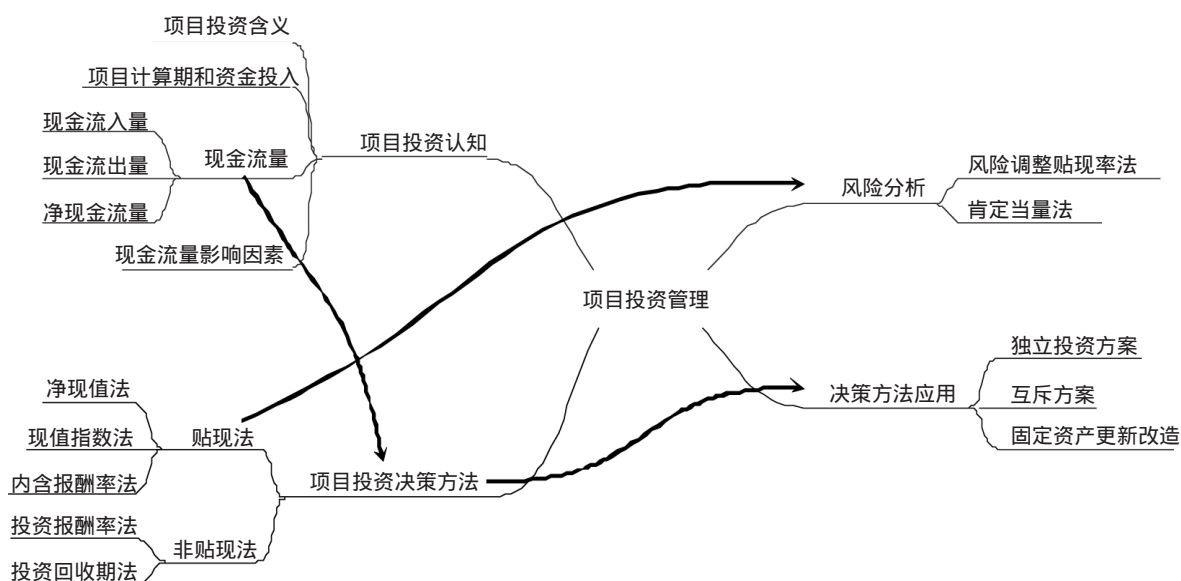 项目投资含义
项目计算期和资金投入
现金流入量
现金流出量
净现金流量
现金流量
现金流量影响因素
项目投资认知
风险分析
风险调整贴现率法
肯定当量法
项目投资管理
独立投资方案
决策方法应用
互斥方案
固定资产更新改造
净现值法
现值指数法
内含报酬率法
贴现法
项目投资决策方法
投资报酬率法
非贴现法
投资回收期法